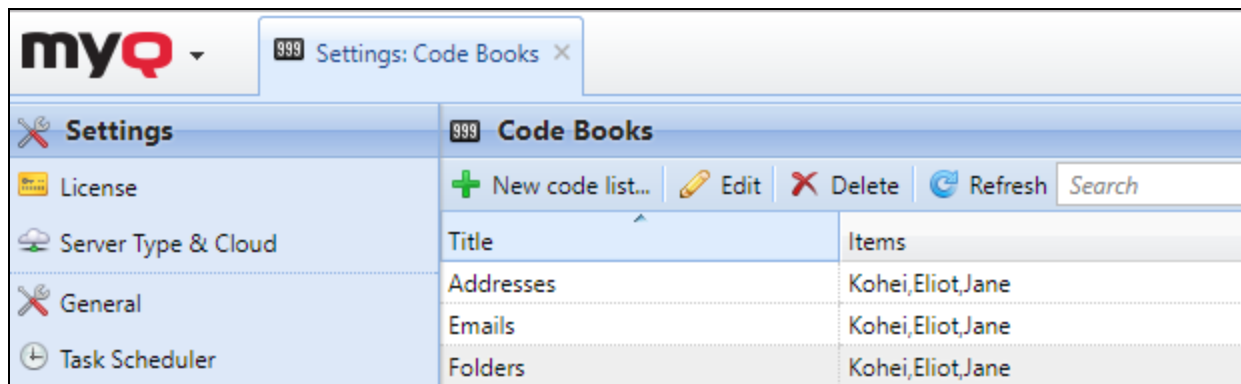 myQ
999 Settings: Code Books
Settings
License
Server Type & Cloud
General
Task Scheduler
999 Code Books
New code list... Edit Delete Refresh Search
Title Items
Addresses Kohei,Eliot,Jane
Emails Kohei,Eliot,Jane
Folders Kohei,Eliot,Jane